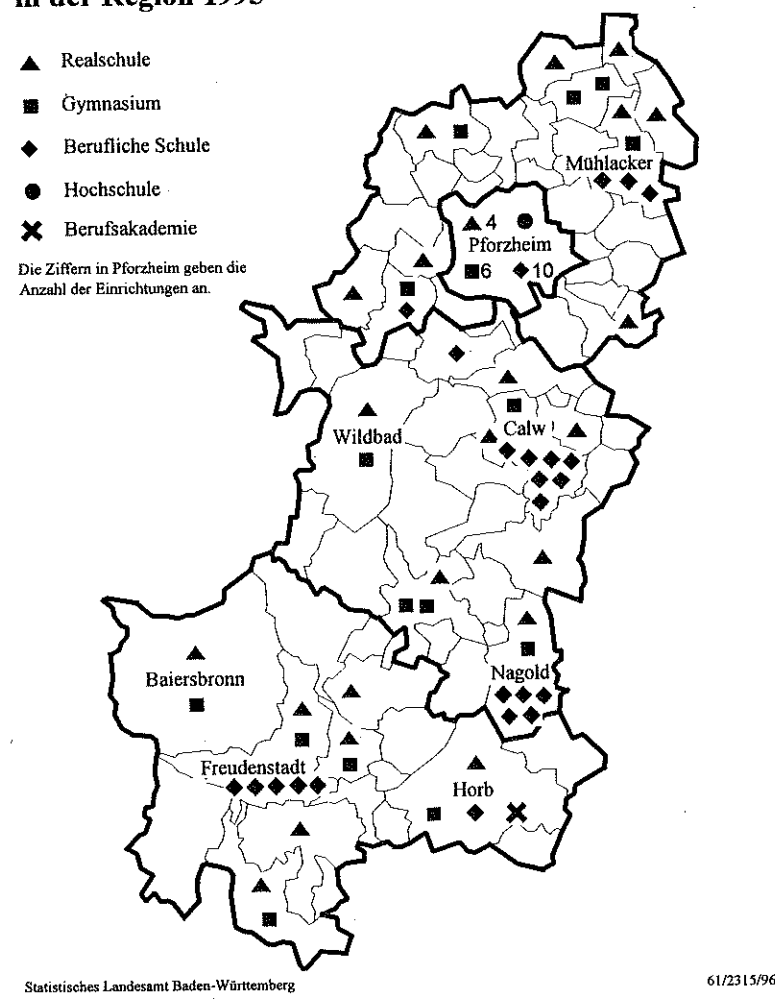 in der Region 1995
Realschule
Gymnasium
Berufliche Schule
Hochschule
Berufsakademie
Die Ziffern in Pforzheim geben die
Anzahl der Einrichtungen an.
Mühlacker
4
Pforzheim
6 10
Wildbad
Calw
Nagold
Baiersbronn
Freudenstadt
Horb
Statistisches Landesamt Baden-Württemberg
61/2315/96